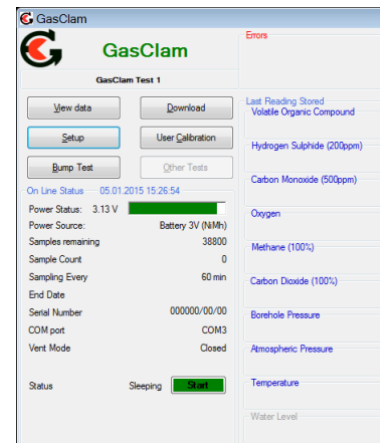 GasClam
GasClam
GasClam Test 1
View data
Download
Setup
User Calibration
Bump Test
Other Tests
On Line Status 05.01.2015 15:26:54
Power Status: 3.13 V
Power Source: Battery 3V (NiMh)
Samples remaining 38800
Sample Count 0
Sampling Every 60 min
End Date
Serial Number 000000/00/00
COM port COM3
Vent Mode Closed
Status Sleeping Start
Errors
Last Reading Stored
Volatile Organic Compound
Hydrogen Sulphide (200ppm)
Carbon Monoxide (500ppm)
Oxygen
Methane (100%)
Carbon Dioxide (100%)
Borehole Pressure
Atmospheric Pressure
Temperature
Water Level